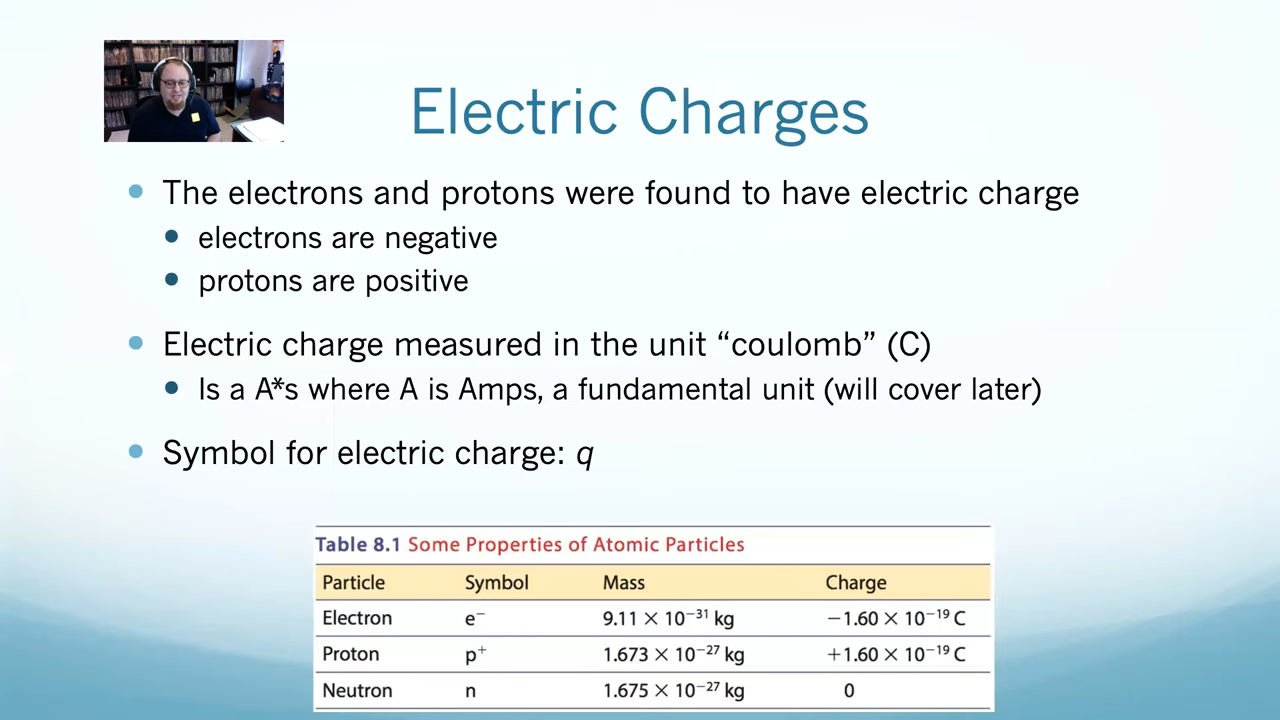 Electric Charges
• The electrons and protons were found to have electric charge
• electrons are negative
• protons are positive
• Electric charge measured in the unit “coulomb” (C)
• Is a A*s where A is Amps, a fundamental unit (will cover later)
• Symbol for electric charge: q
Table 8.1 Some Properties of Atomic Particles
Particle Symbol Mass Charge
Electron e⁻ 9.11 × 10⁻³¹ kg −1.60 × 10⁻¹⁹ C
Proton p⁺ 1.673 × 10⁻²⁷ kg +1.60 × 10⁻¹⁹ C
Neutron n 1.675 × 10⁻²⁷ kg 0